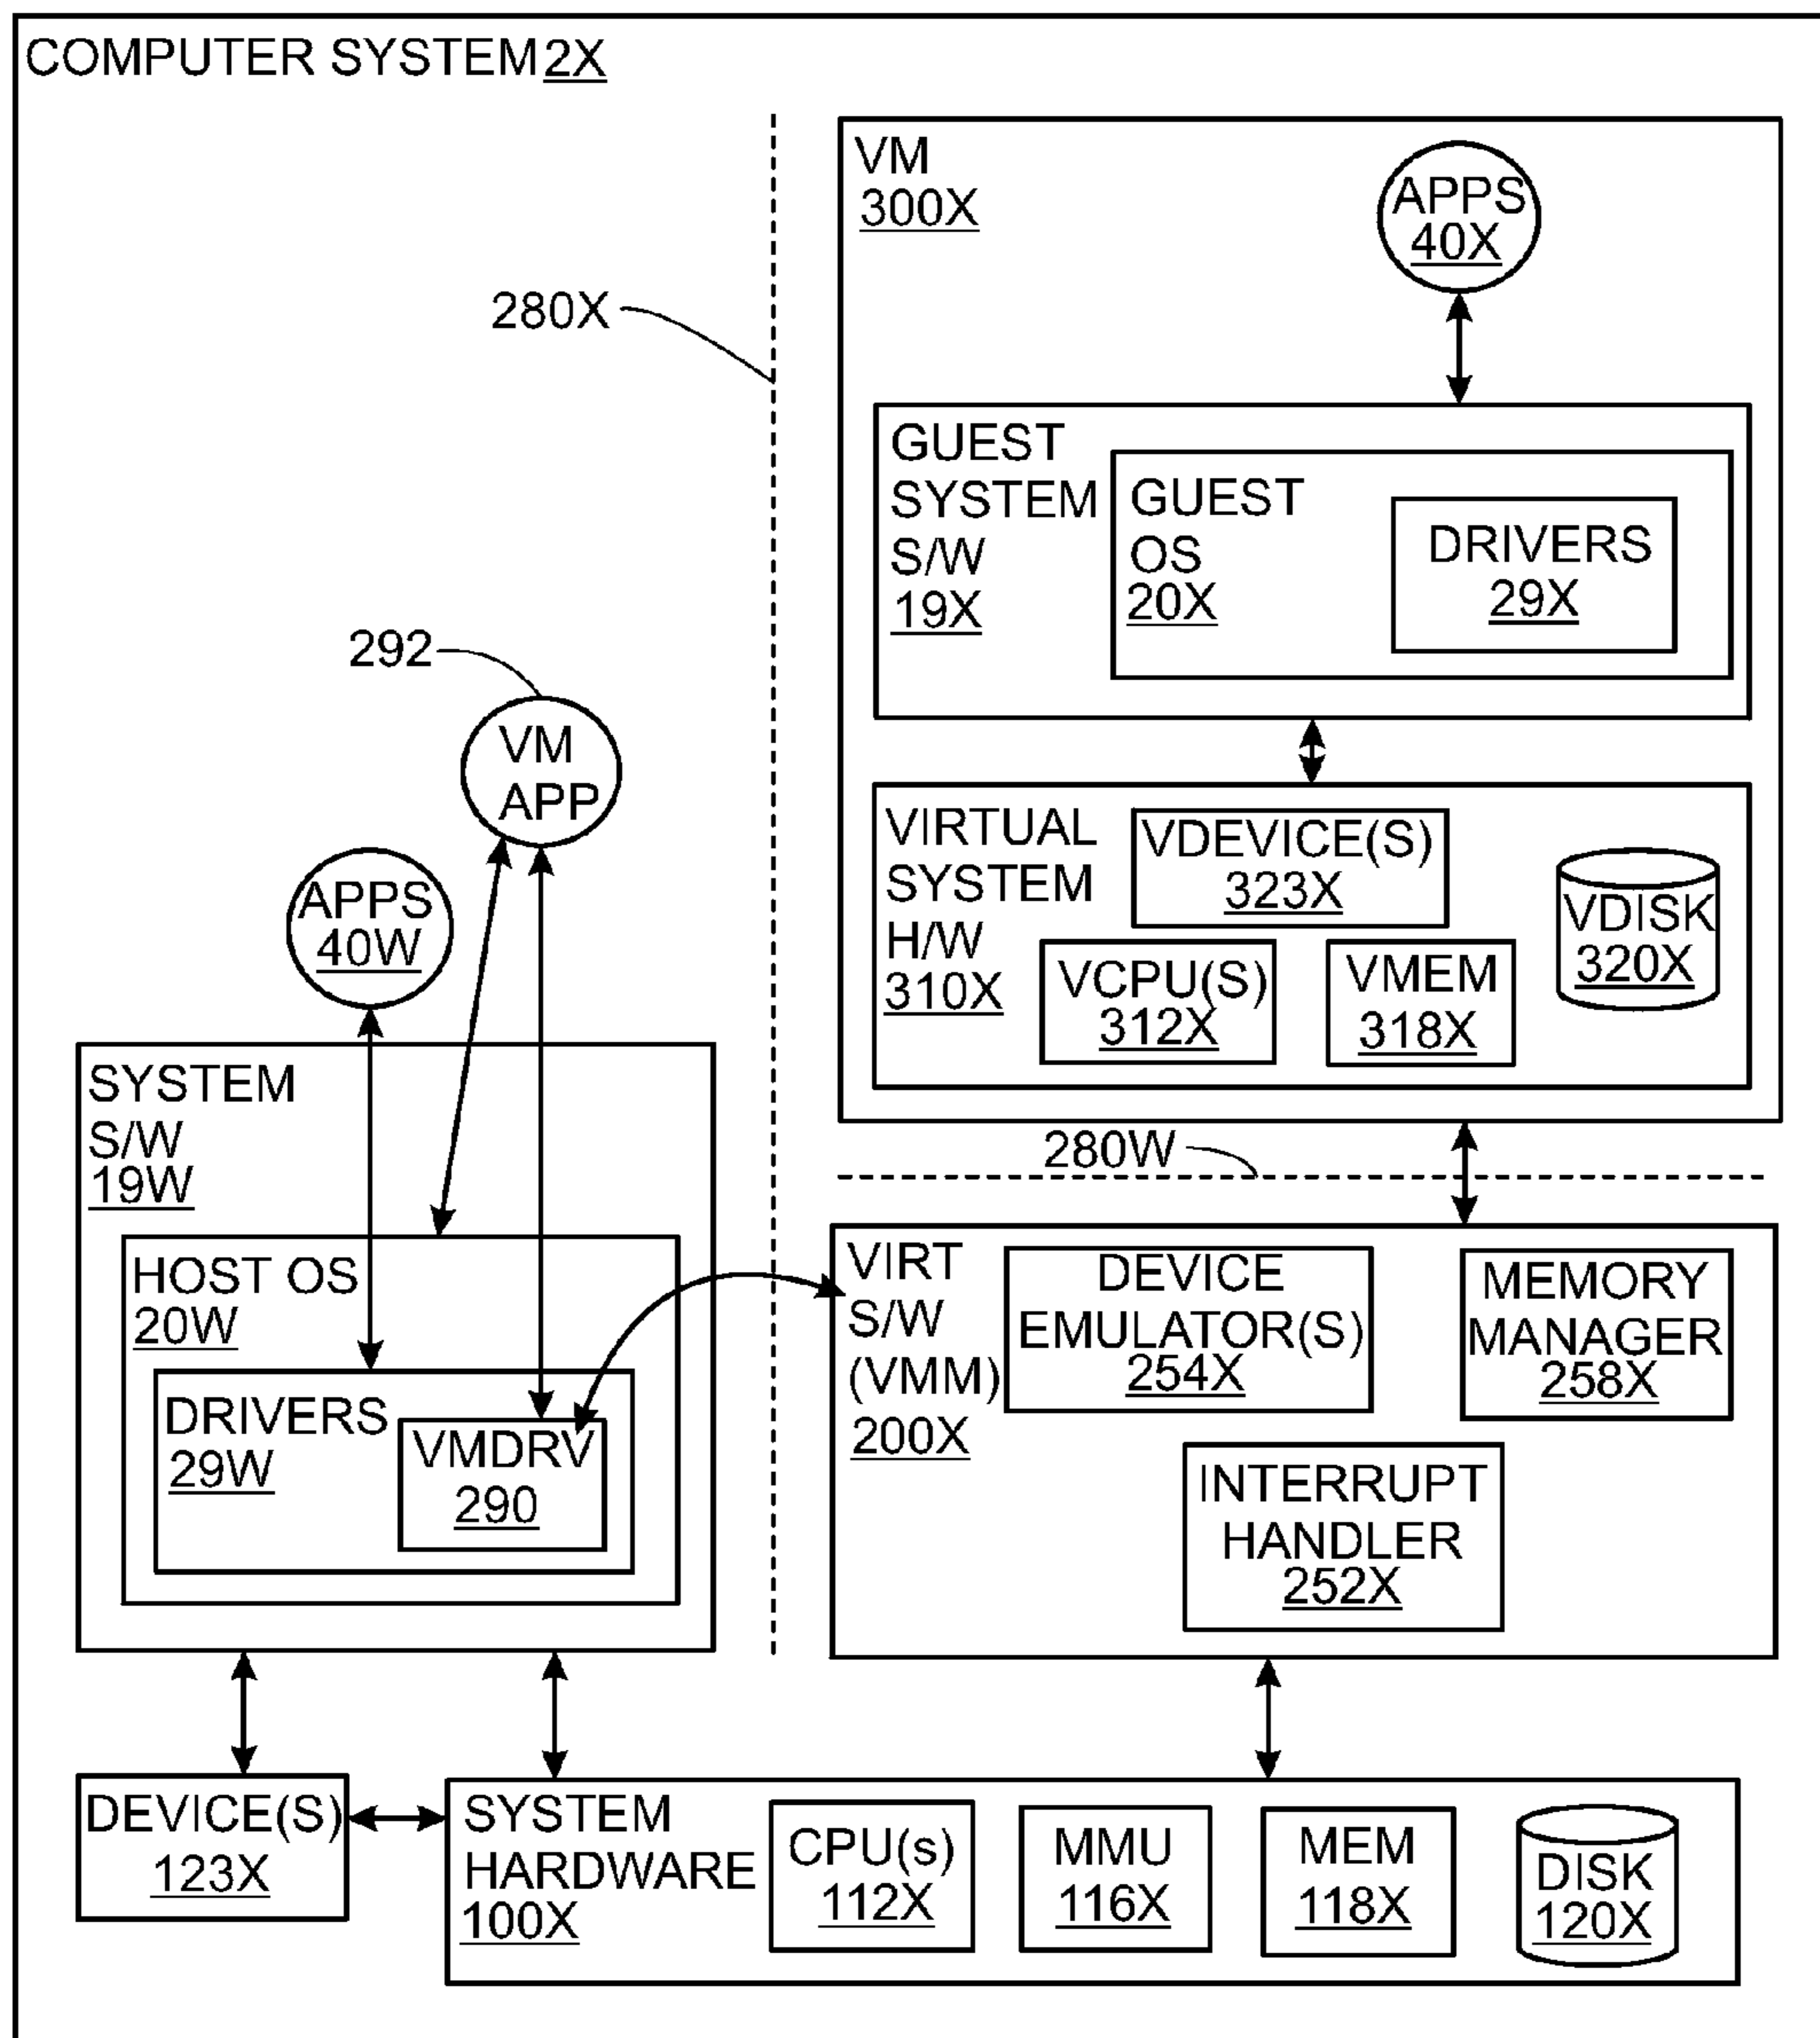 COMPUTER SYSTEM 2X
VM
300X
APPS
40X
280X
GUEST
SYSTEM
S/W
19X
GUEST
OS
20X
DRIVERS
29X
292
VM
APP
VIRTUAL
SYSTEM
H/W
310X
VDEVICE(S)
323X
VCPU(S)
312X
VMEM
318X
VDISK
320X
APPS
40W
SYSTEM
S/W
19W
280W
HOST OS
20W
DRIVERS
29W
VMDRV
290
VIRT
S/W
(VMM)
200X
DEVICE
EMULATOR(S)
254X
MEMORY
MANAGER
258X
INTERRUPT
HANDLER
252X
DEVICE(S)
123X
SYSTEM
HARDWARE
100X
CPU(s)
112X
MMU
116X
MEM
118X
DISK
120X